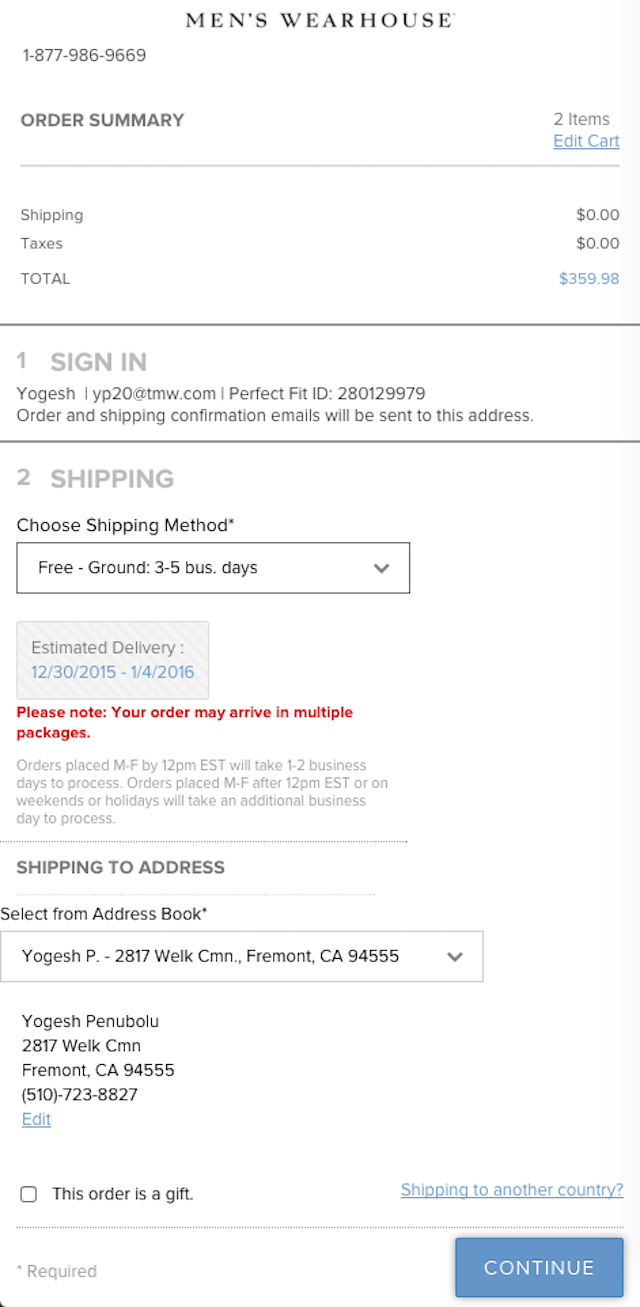 MEN'S WEARHOUSE
1-877-986-9669
ORDER SUMMARY
2 Items
Edit Cart
Shipping $0.00
Taxes $0.00
TOTAL $359.98
1 SIGN IN
Yogesh | yp20@tmw.com | Perfect Fit ID: 280129979
Order and shipping confirmation emails will be sent to this address.
2 SHIPPING
Choose Shipping Method*
Free - Ground: 3-5 bus. days
Estimated Delivery :
12/30/2015 - 1/4/2016
Please note: Your order may arrive in multiple
packages.
Orders placed M-F by 12pm EST will take 1-2 business
days to process. Orders placed M-F after 12pm EST or on
weekends or holidays will take an additional business
day to process.
SHIPPING TO ADDRESS
Select from Address Book*
Yogesh P. - 2817 Welk Cmn., Fremont, CA 94555
Yogesh Penubolu
2817 Welk Cmn
Fremont, CA 94555
(510)-723-8827
Edit
This order is a gift.
Shipping to another country?
* Required
CONTINUE